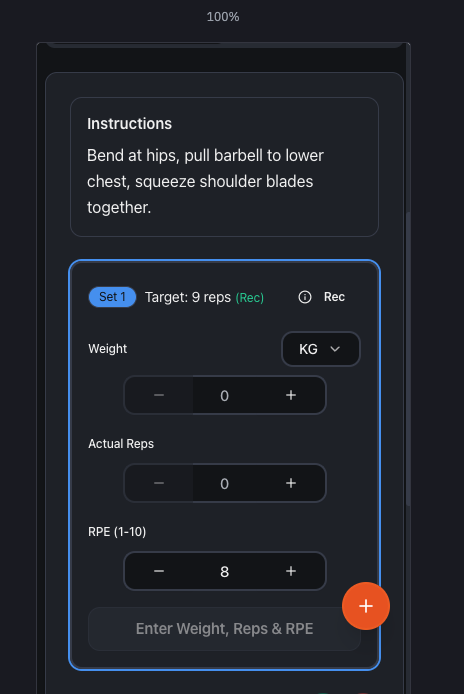 100%
Instructions
Bend at hips, pull barbell to lower
chest, squeeze shoulder blades
together.
Set 1 Target: 9 reps (Rec) Rec
Weight KG
− 0 +
Actual Reps
− 0 +
RPE (1-10)
− 8 +
+
Enter Weight, Reps & RPE